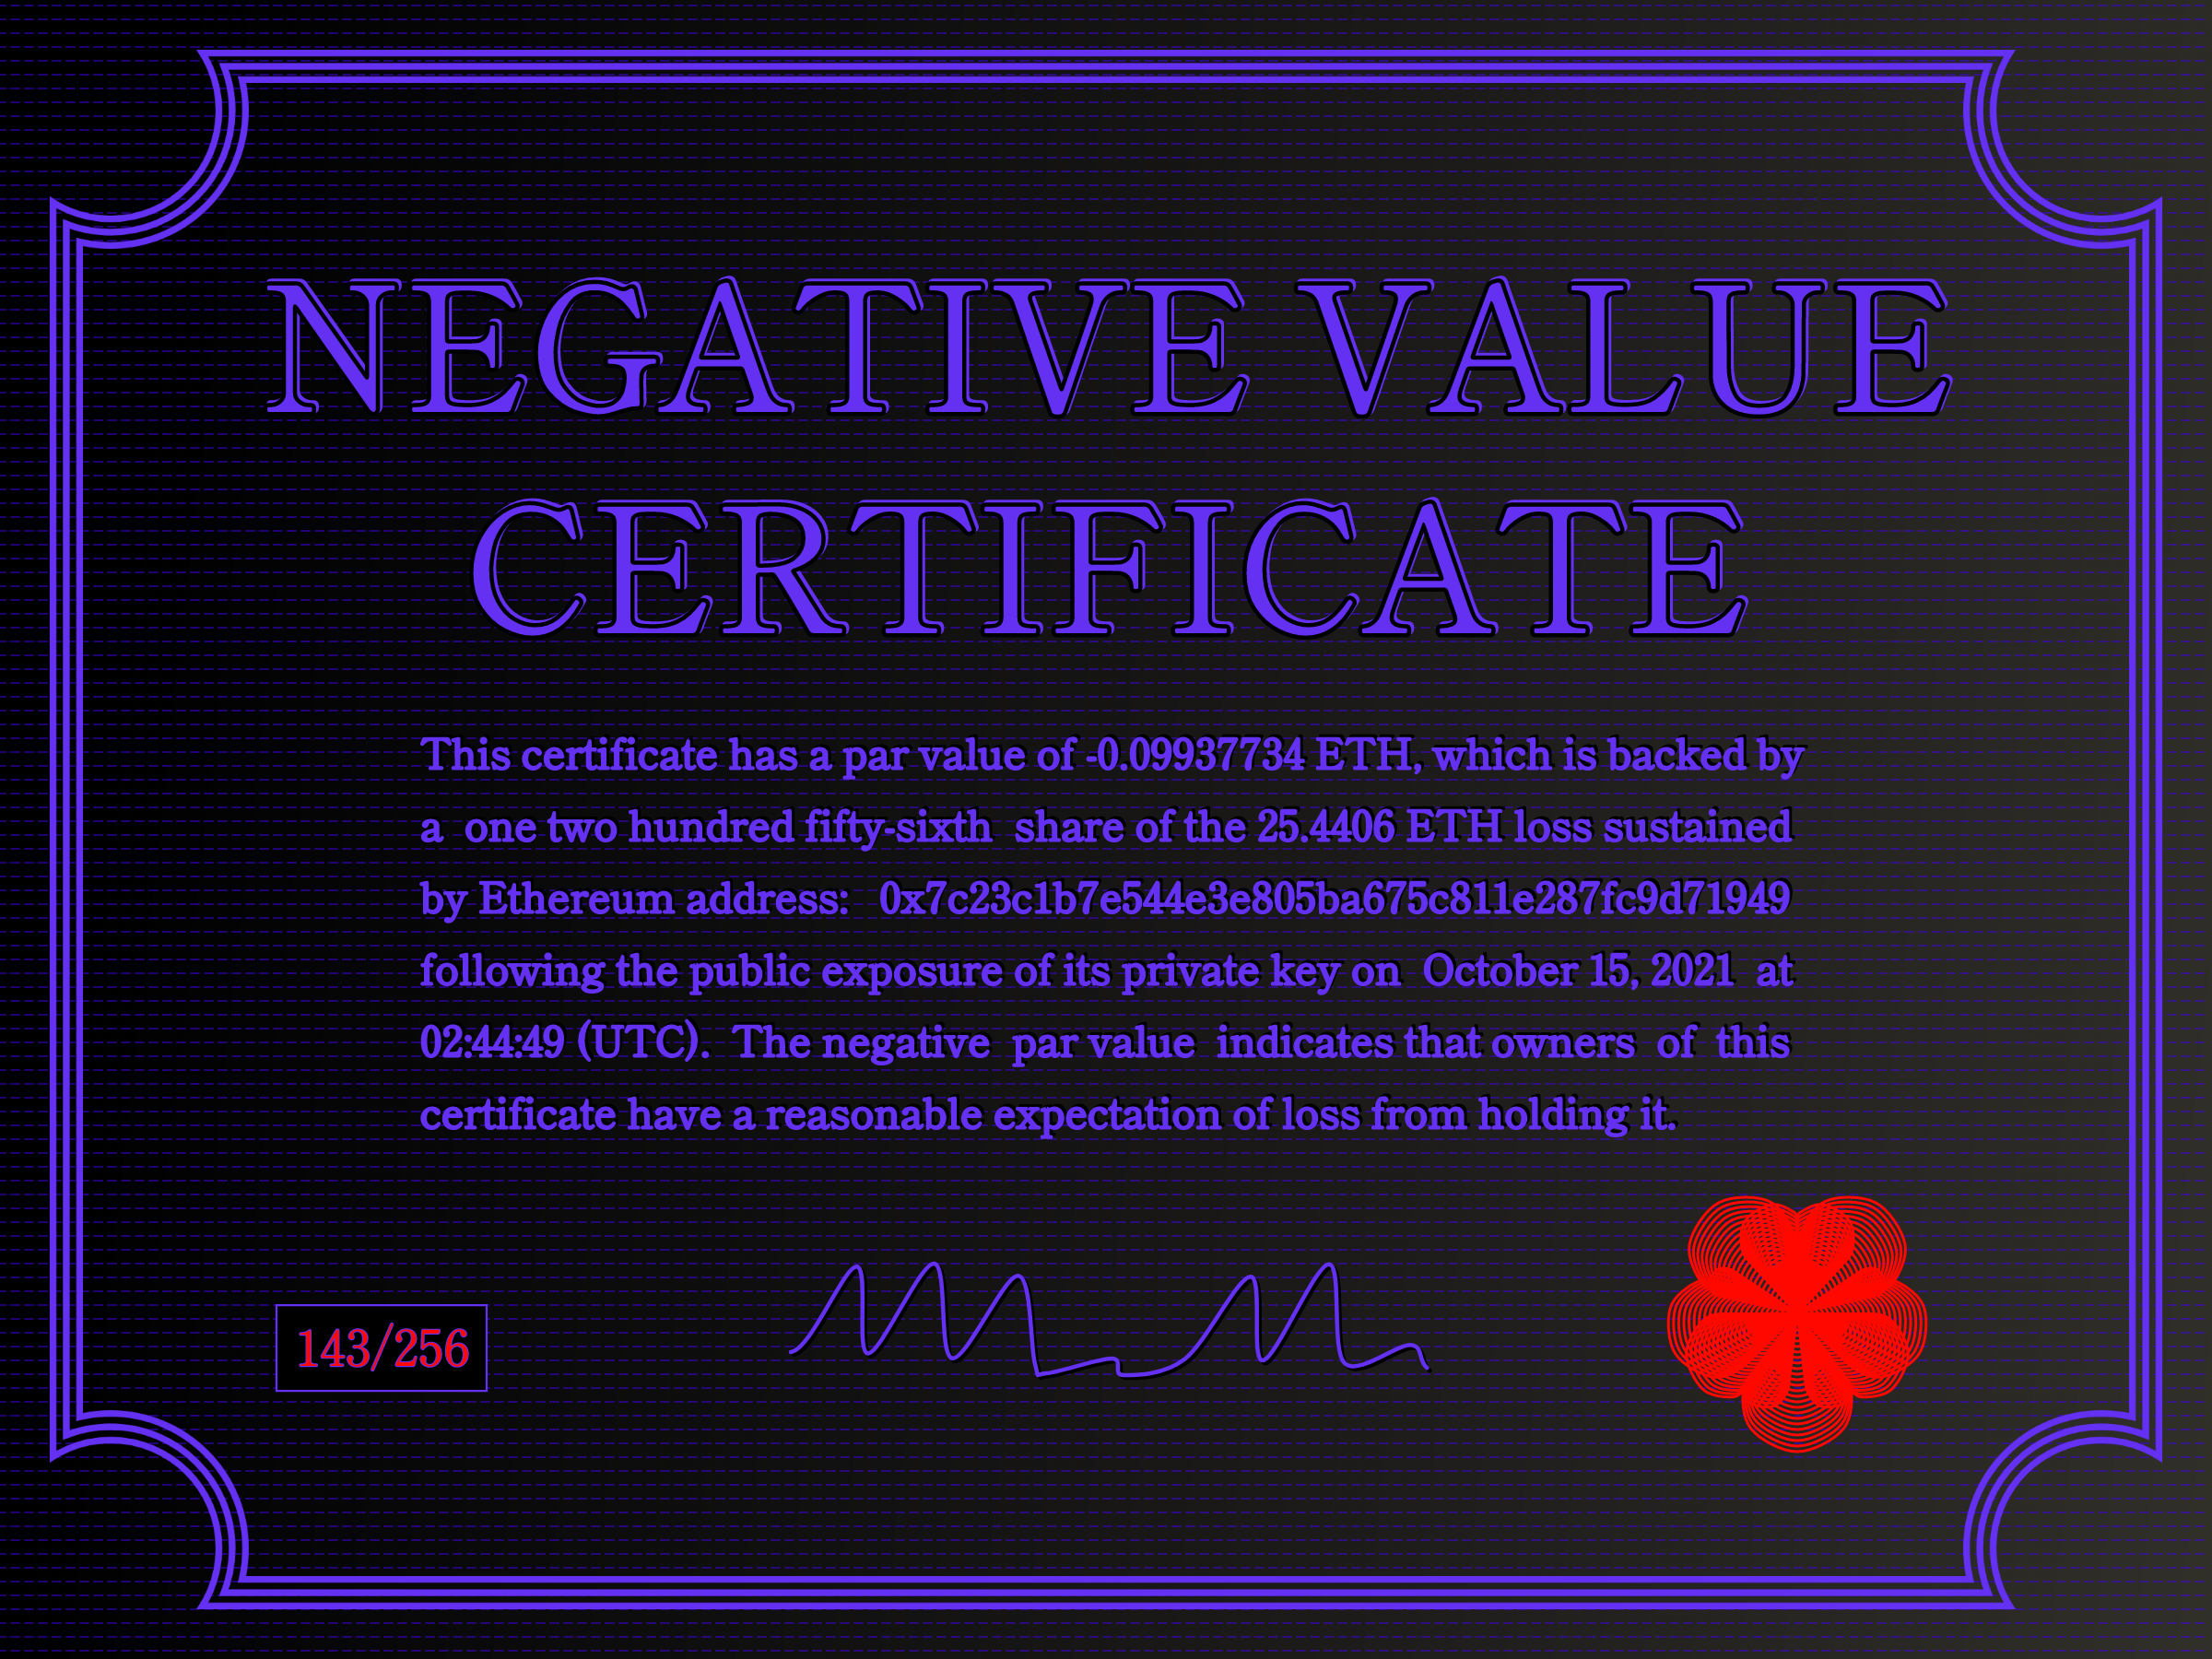 NEGATIVE VALUE
CERTIFICATE
This certificate has a par value of -0.09937734 ETH, which is backed by
a one two hundred fifty-sixth share of the 25.4406 ETH loss sustained
by Ethereum address: 0x7c23c1b7e544e3e805ba675c811e287fc9d71949
following the public exposure of its private key on October 15, 2021 at
02:44:49 (UTC). The negative par value indicates that owners of this
certificate have a reasonable expectation of loss from holding it.
143/256